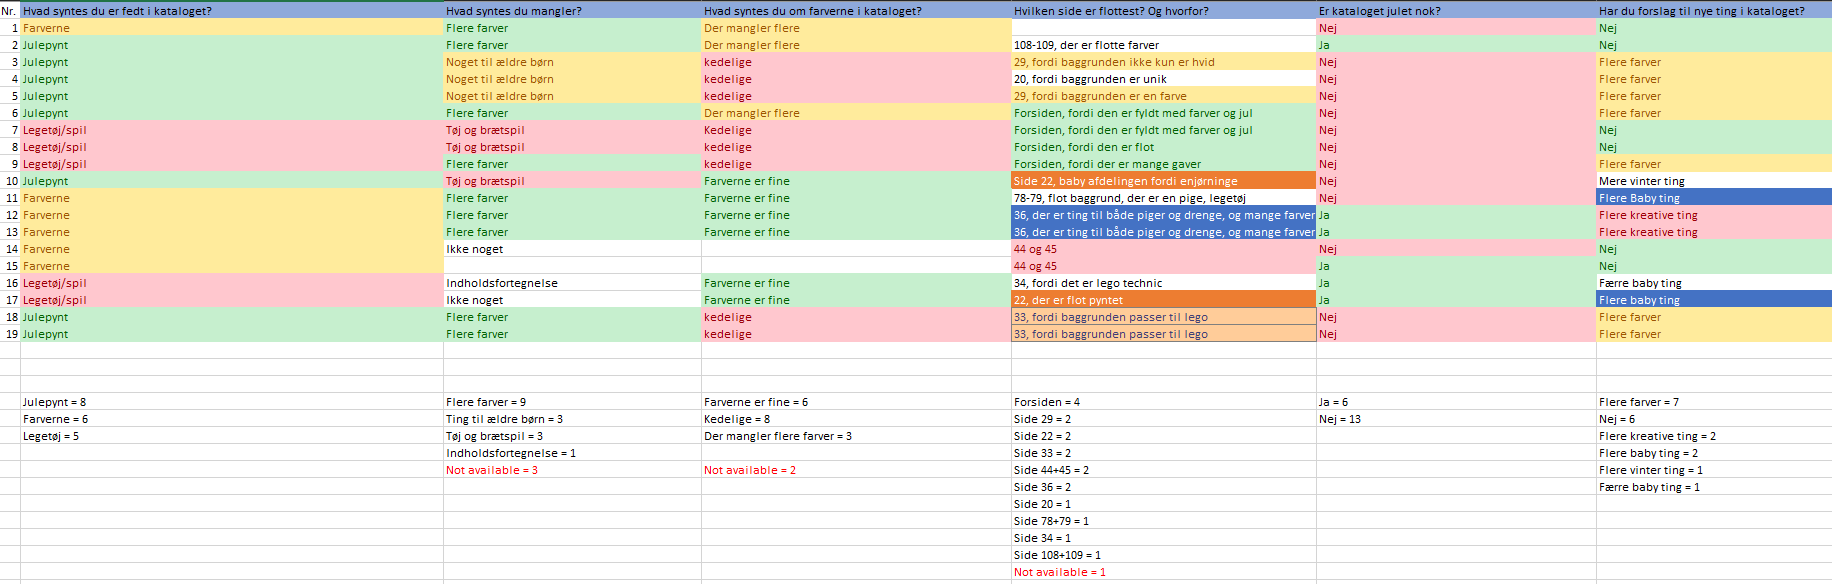 Nr. Hvad syntes du er fedt i kataloget? Hvad syntes du mangler? Hvad syntes du om farverne i kataloget? Hvilken side er flottest? Og hvorfor? Er kataloget julet nok? Har du forslag til nye ting i kataloget?
1 Farverne Flere farver Der mangler flere Nej Nej
2 Julepynt Flere farver Der mangler flere 108-109, der er flotte farver Ja Nej
3 Julepynt Noget til ældre børn kedelige 29, fordi baggrunden ikke kun er hvid Nej Flere farver
4 Julepynt Noget til ældre børn kedelige 20, fordi baggrunden er unik Nej Flere farver
5 Julepynt Noget til ældre børn kedelige 29, fordi baggrunden er en farve Nej Flere farver
6 Julepynt Flere farver Der mangler flere Forsiden, fordi den er fyldt med farver og jul Nej Flere farver
7 Legetøj/spil Tøj og brætspil Kedelige Forsiden, fordi den er fyldt med farver og jul Nej Nej
8 Legetøj/spil Tøj og brætspil kedelige Forsiden, fordi den er flot Nej Nej
9 Legetøj/spil Flere farver kedelige Forsiden, fordi der er mange gaver Nej Flere farver
10 Julepynt Tøj og brætspil Farverne er fine Side 22, baby afdelingen fordi enjørninge Nej Mere vinter ting
11 Farverne Flere farver Farverne er fine 78-79, flot baggrund, der er en pige, legetøj Nej Flere Baby ting
12 Farverne Flere farver Farverne er fine 36, der er ting til både piger og drenge, og mange farver Ja Flere kreative ting
13 Farverne Flere farver Farverne er fine 36, der er ting til både piger og drenge, og mange farver Ja Flere kreative ting
14 Farverne Ikke noget 44 og 45 Nej Nej
15 Farverne 44 og 45 Ja Nej
16 Legetøj/spil Indholdsfortegnelse Farverne er fine 34, fordi det er lego technic Ja Færre baby ting
17 Legetøj/spil Ikke noget Farverne er fine 22, der er flot pyntet Ja Flere baby ting
18 Julepynt Flere farver kedelige 33, fordi baggrunden passer til lego Nej Flere farver
19 Julepynt Flere farver kedelige 33, fordi baggrunden passer til lego Nej Flere farver
Julepynt = 8 Flere farver = 9 Farverne er fine = 6 Forsiden = 4 Ja = 6 Flere farver = 7
Farverne = 6 Ting til ældre børn = 3 Kedelige = 8 Side 29 = 2 Nej = 13 Nej = 6
Legetøj = 5 Tøj og brætspil = 3 Der mangler flere farver = 3 Side 22 = 2 Flere kreative ting = 2
Indholdsfortegnelse = 1 Side 33 = 2 Flere baby ting = 2
Not available = 3 Not available = 2 Side 44+45 = 2 Flere vinter ting = 1
Side 36 = 2 Færre baby ting = 1
Side 20 = 1
Side 78+79 = 1
Side 34 = 1
Side 108+109 = 1
Not available = 1